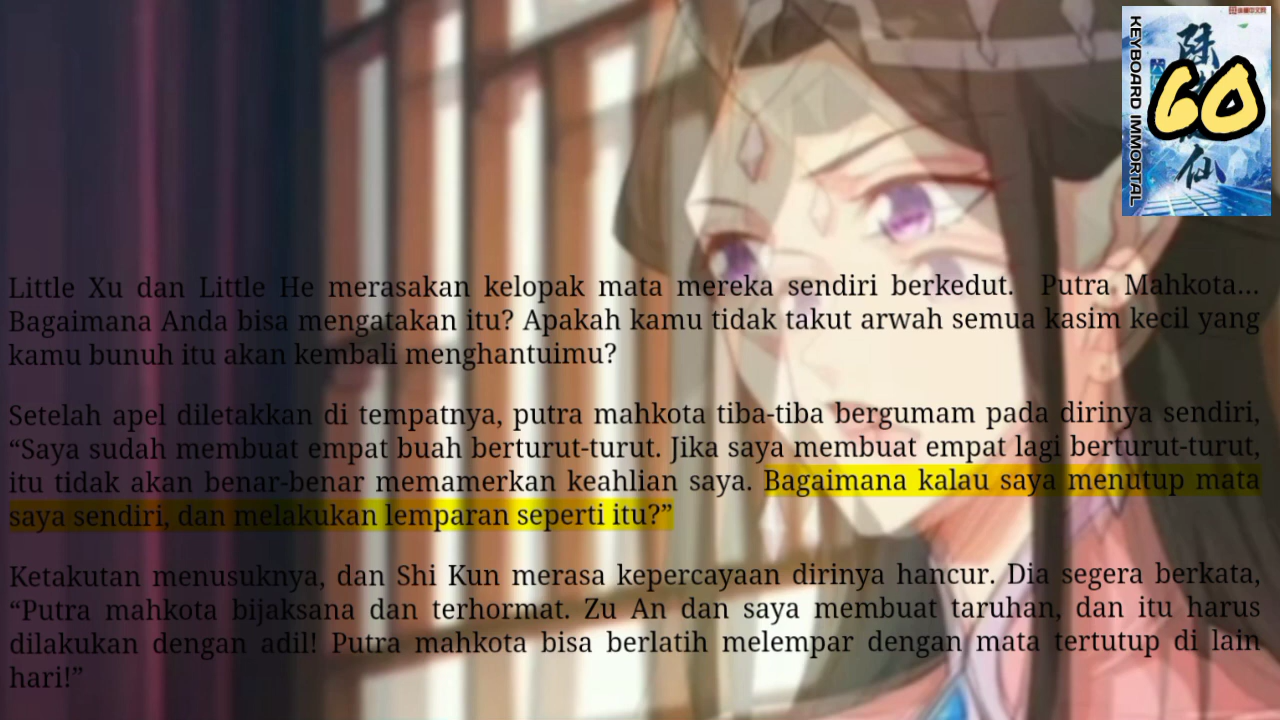 KEYBOARD IMMORTAL
60
仙
Little Xu dan Little He merasakan kelopak mata mereka sendiri berkedut. Putra Mahkota...
Bagaimana Anda bisa mengatakan itu? Apakah kamu tidak takut arwah semua kasim kecil yang
kamu bunuh itu akan kembali menghantuimu?
Setelah apel diletakkan di tempatnya, putra mahkota tiba-tiba bergumam pada dirinya sendiri,
“Saya sudah membuat empat buah berturut-turut. Jika saya membuat empat lagi berturut-turut,
itu tidak akan benar-benar memamerkan keahlian saya. Bagaimana kalau saya menutup mata
saya sendiri, dan melakukan lemparan seperti itu?”
Ketakutan menusuknya, dan Shi Kun merasa kepercayaan dirinya hancur. Dia segera berkata,
“Putra mahkota bijaksana dan terhormat. Zu An dan saya membuat taruhan, dan itu harus
dilakukan dengan adil! Putra mahkota bisa berlatih melempar dengan mata tertutup di lain
hari!”